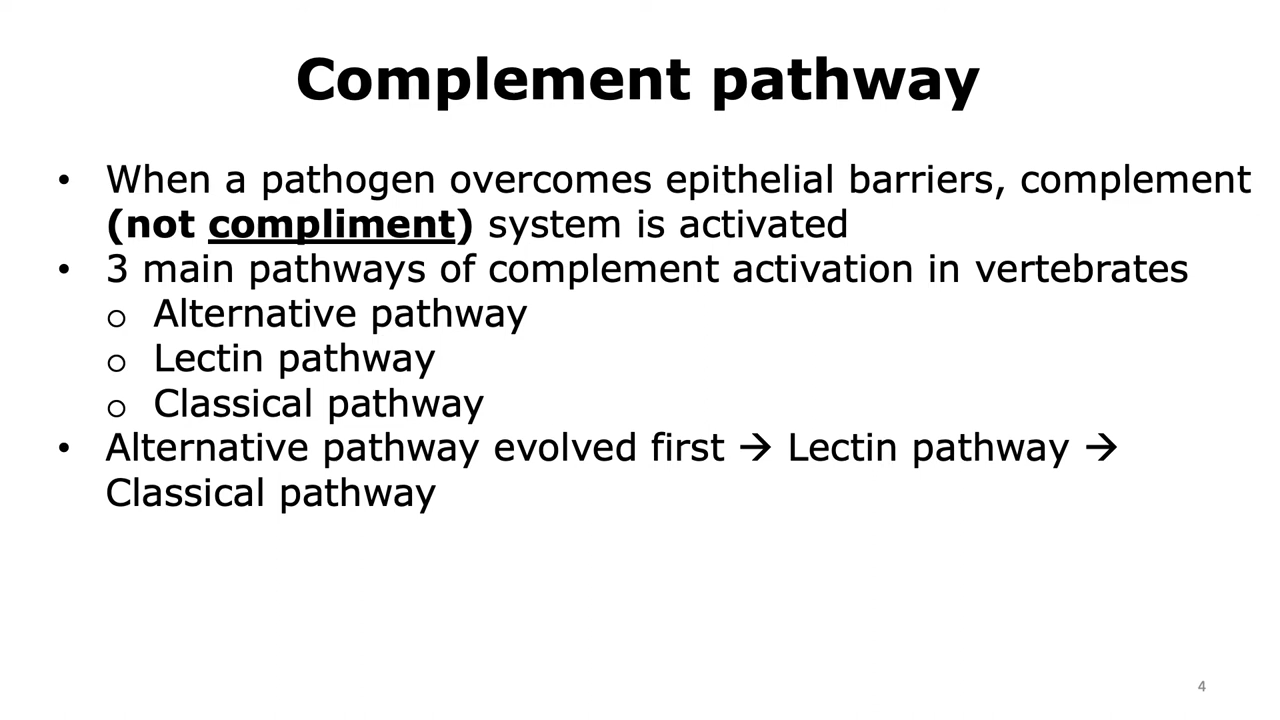 Complement pathway
• When a pathogen overcomes epithelial barriers, complement
(not compliment) system is activated
• 3 main pathways of complement activation in vertebrates
o Alternative pathway
o Lectin pathway
o Classical pathway
• Alternative pathway evolved first → Lectin pathway →
Classical pathway
4